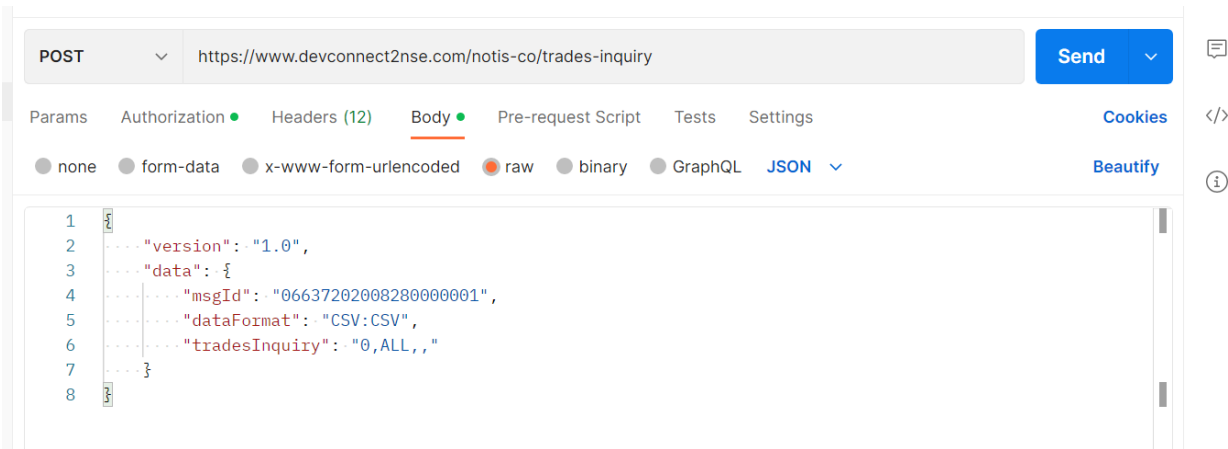 POST https://www.devconnect2nse.com/notis-co/trades-inquiry Send
Params Authorization Headers (12) Body Pre-request Script Tests Settings Cookies
none form-data x-www-form-urlencoded raw binary GraphQL JSON Beautify
1 {
2 "version": "1.0",
3 "data": {
4 "msgId": "06637202008280000001",
5 "dataFormat": "CSV:CSV",
6 "tradesInquiry": "0,ALL,,"
7 }
8 }